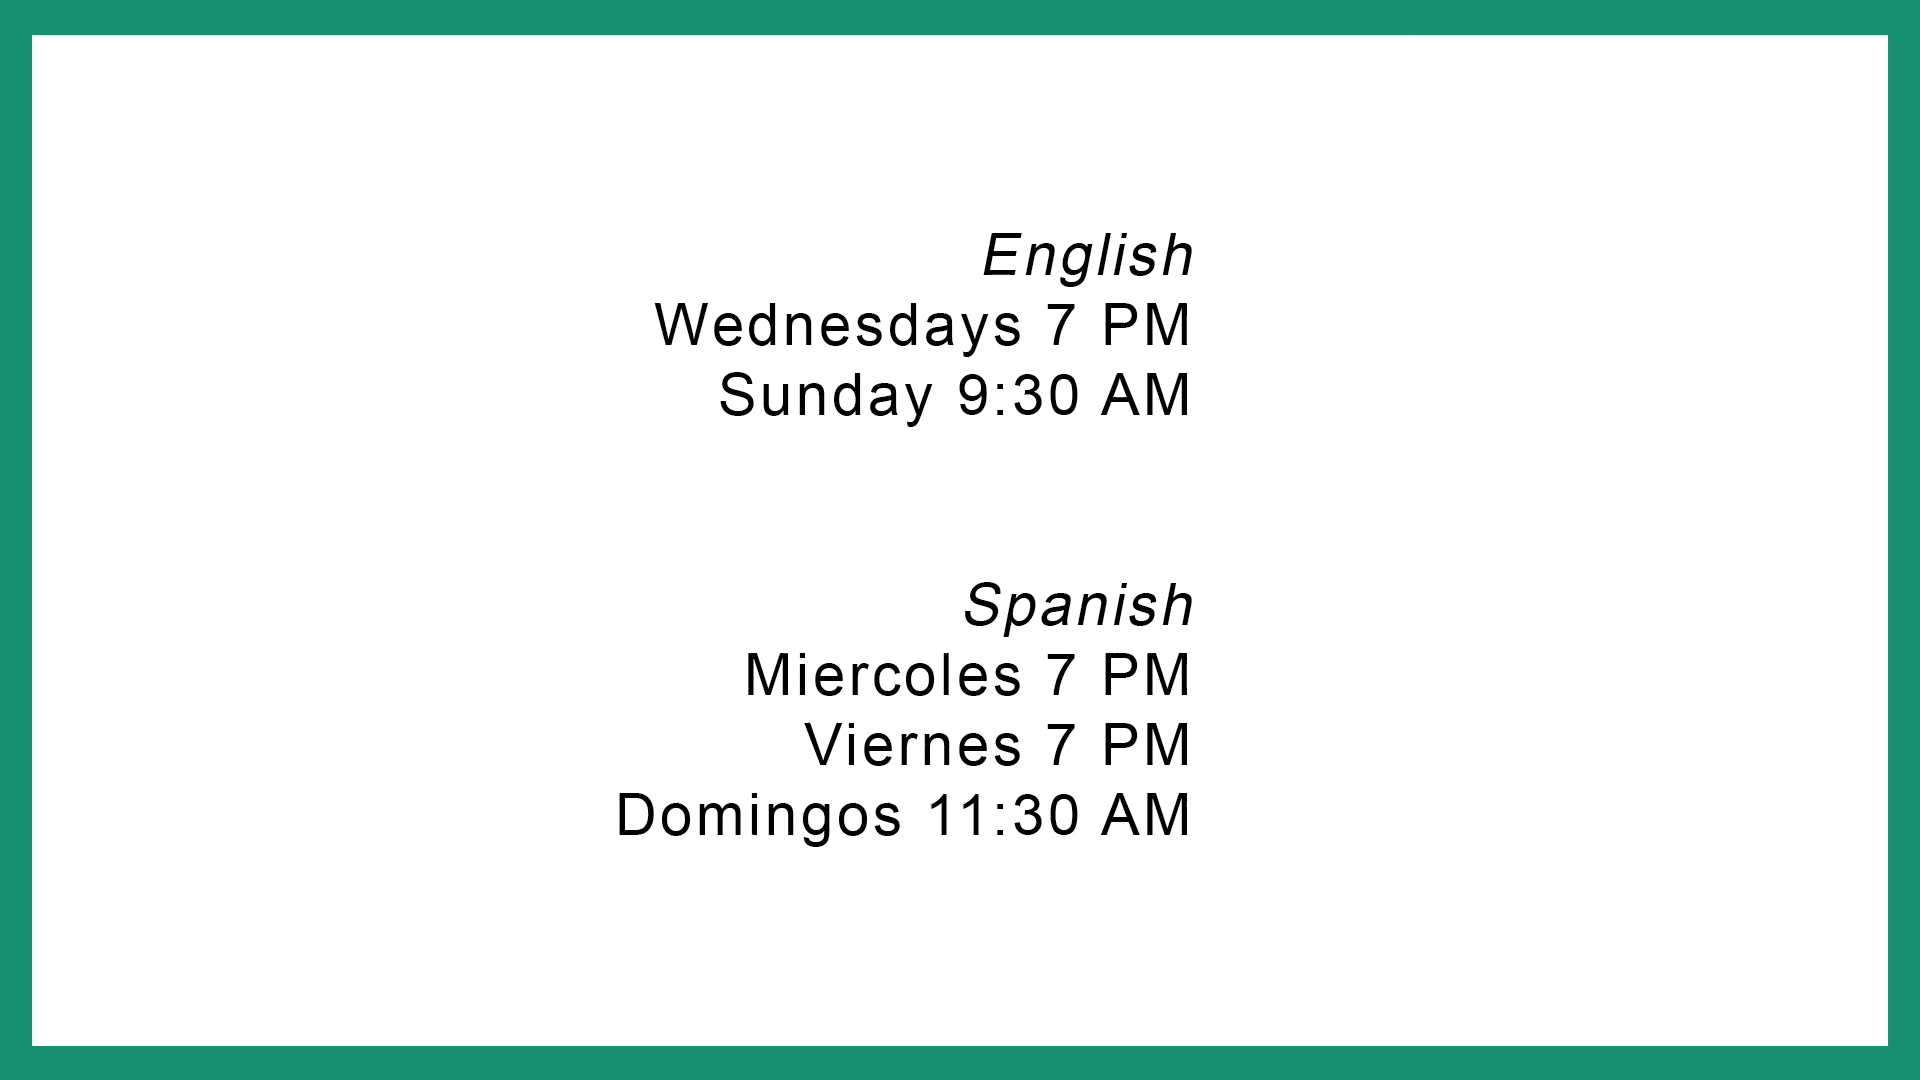 English
Wednesdays 7 PM
Sunday 9:30 AM
Spanish
Miercoles 7 PM
Viernes 7 PM
Domingos 11:30 AM